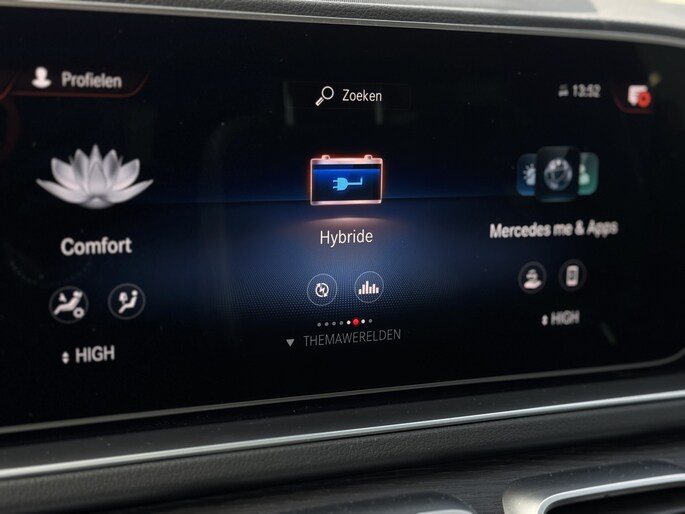 Profielen
Zoeken
13:52
Comfort
Hybride
Mercedes me & Apps
HIGH
HIGH
THEMAWERELDEN